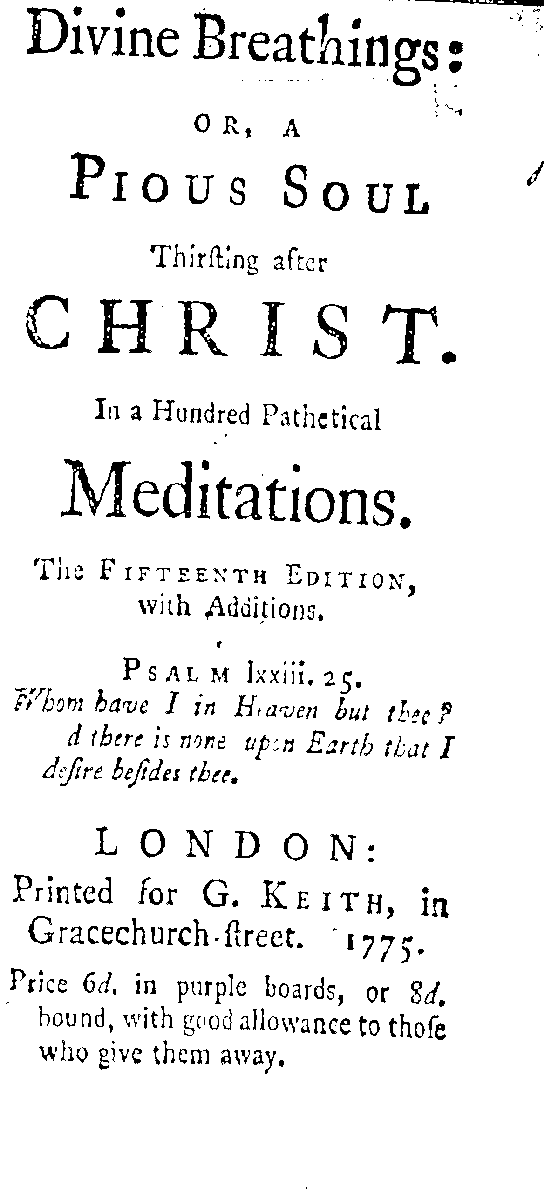 Divine Breathings:
OR, A
PIOUS SOUL
Thirſting after
CHRIST.
In a Hundred Pathetical
Meditations.
The FIFTEENTH EDITION,
with Additions.
PSALM lxxiii. 25.
Whom have I in Heaven but thee?
d there is none upon Earth that I
deſire beſides thee.
LONDON:
Printed for G. KEITH, in
Gracechurch-ſtreet. 1775.
Price 6d. in purple boards, or 8d.
bound, with good allowance to thoſe
who give them away.